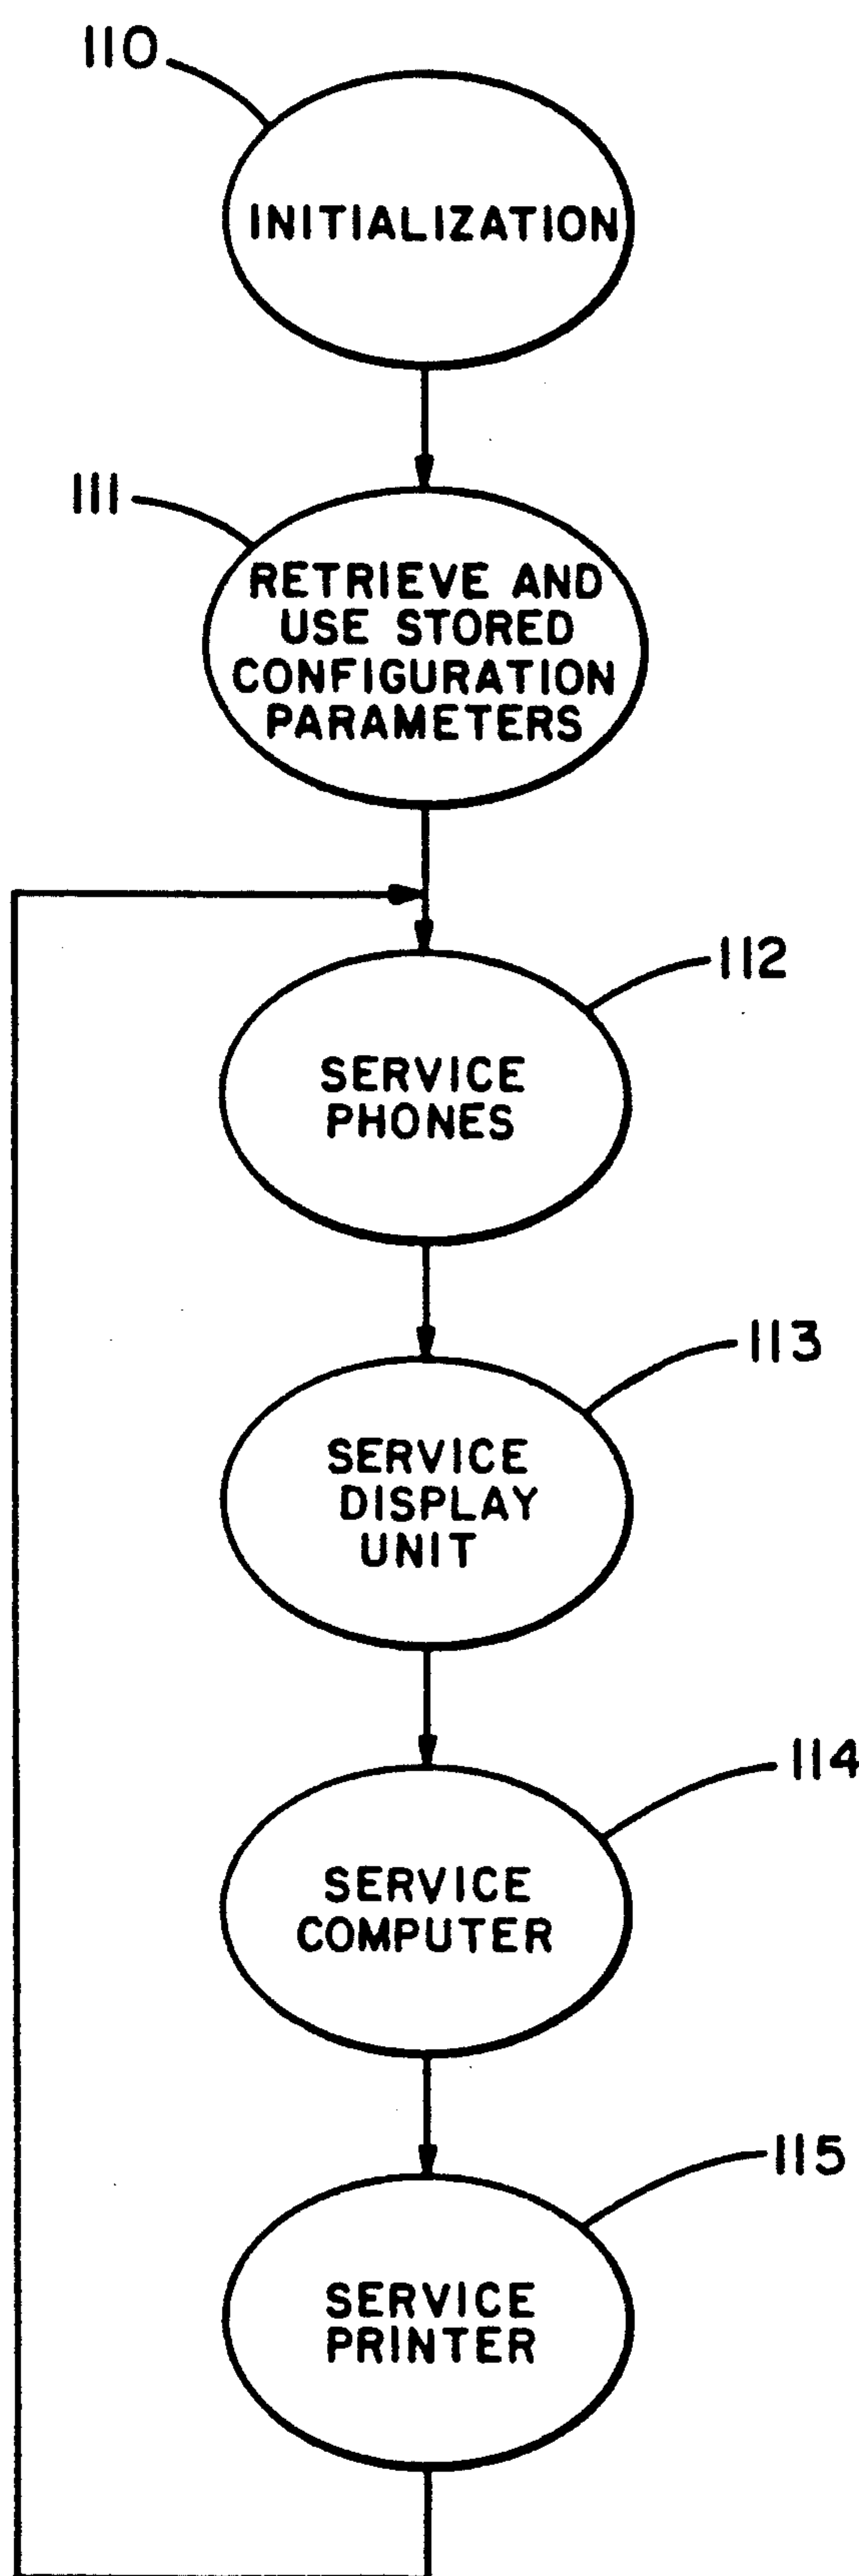 110
INITIALIZATION
111
RETRIEVE AND
USE STORED
CONFIGURATION
PARAMETERS
112
SERVICE
PHONES
113
SERVICE
DISPLAY
UNIT
114
SERVICE
COMPUTER
115
SERVICE
PRINTER